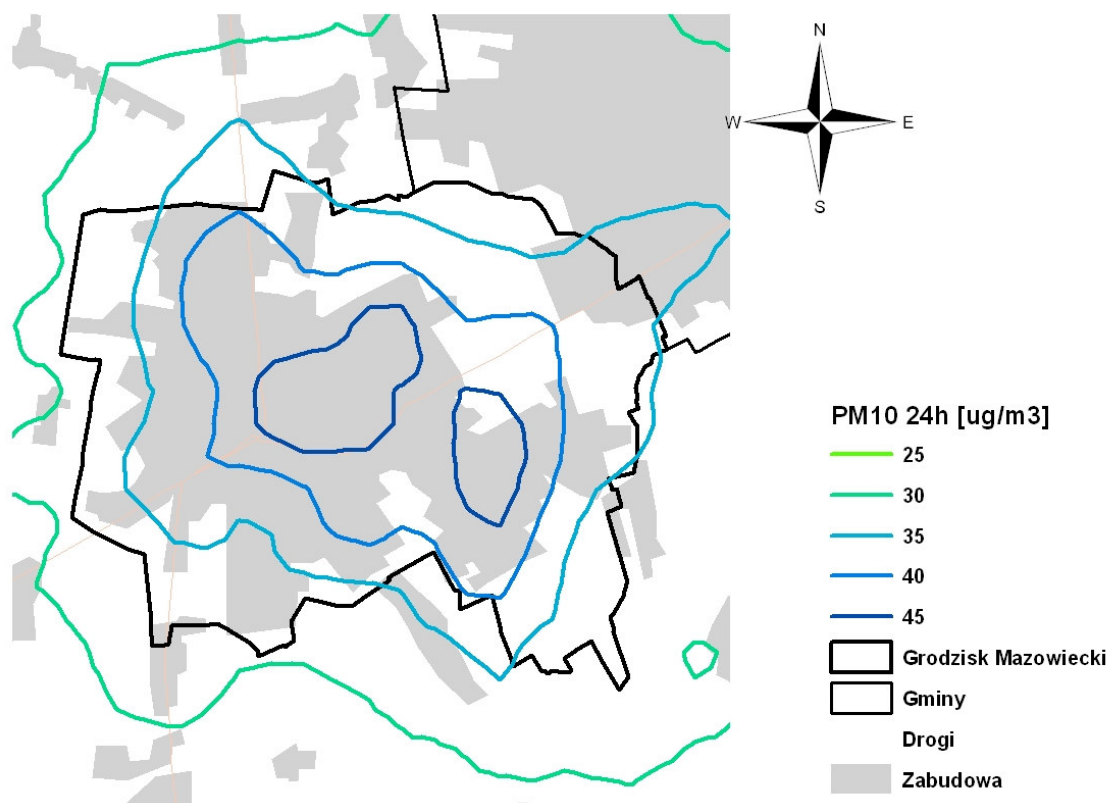 N
W E
S
PM10 24h [ug/m3]
25
30
35
40
45
Grodzisk Mazowiecki
Gminy
Drogi
Zabudowa